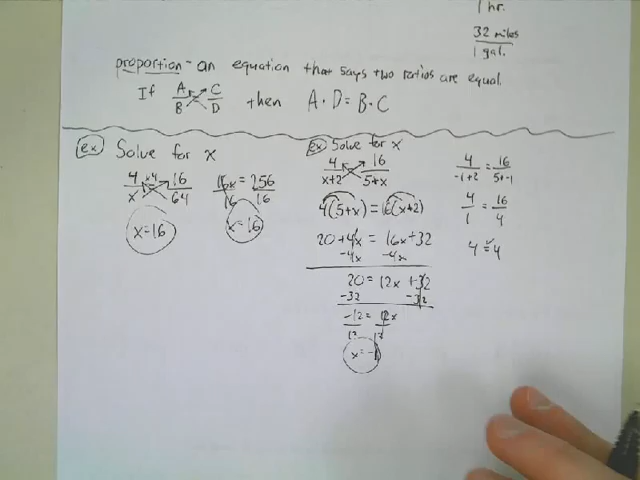 1 hr.
32 miles
1 gal.
proportion - an equation that says two ratios are equal.
If A/B = C/D then A · D = B · C
ex Solve for x
4/x = 16/64
x4
16x = 256
16 16
x=16
x=16
ex Solve for x
4/x+2 = 16/5+x
4(5+x) = 16(x+2)
20+4x = 16x+32
-4x -4x
20 = 12x +32
-32 -32
-12 = 12x
12 12
x=-1
4/-1+2 = 16/5+-1
4/1 = 16/4
4 = 4